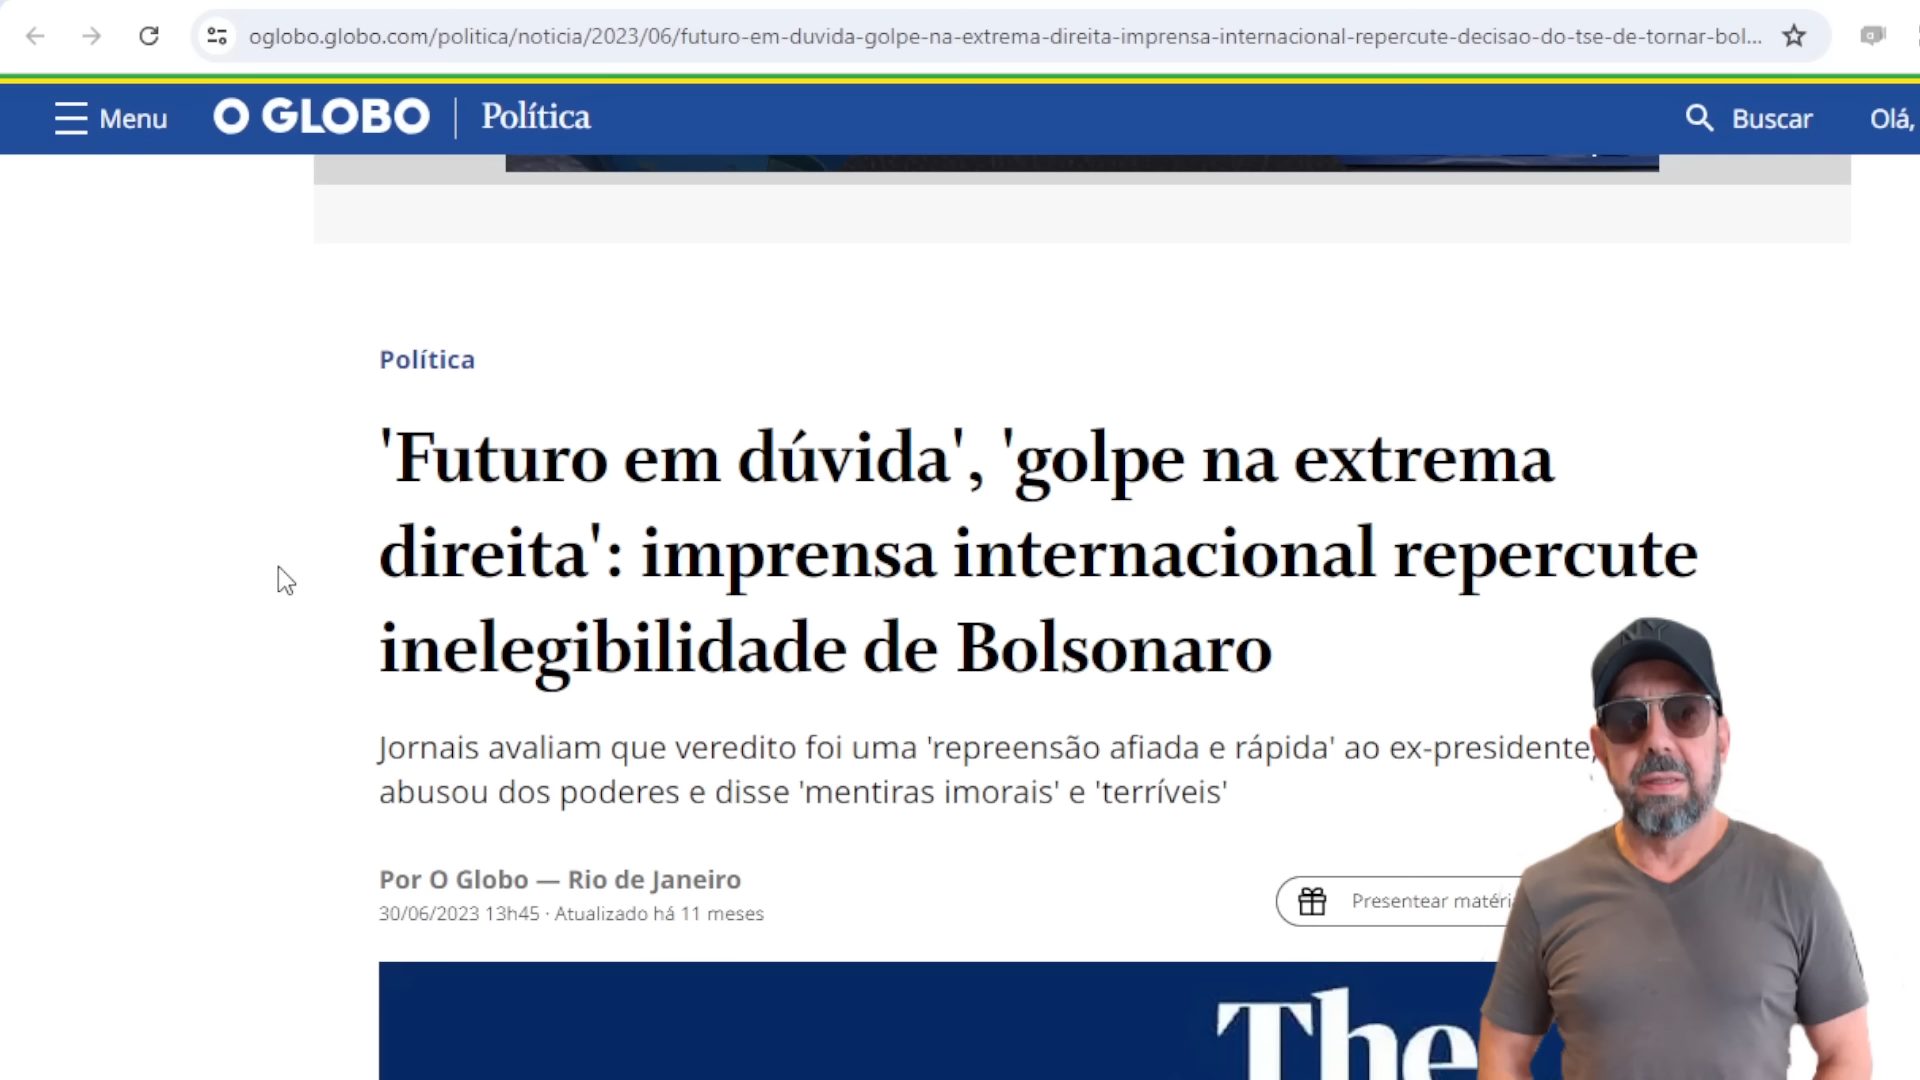 oglobo.globo.com/politica/noticia/2023/06/futuro-em-duvida-golpe-na-extrema-direita-imprensa-internacional-repercute-decisao-do-tse-de-tornar-bol...
Menu O GLOBO Política Buscar Olá,
Política
'Futuro em dúvida', 'golpe na extrema
direita': imprensa internacional repercute
inelegibilidade de Bolsonaro
Jornais avaliam que veredito foi uma 'repreensão afiada e rápida' ao ex-presidente,
abusou dos poderes e disse 'mentiras imorais' e 'terríveis'
Por O Globo — Rio de Janeiro
30/06/2023 13h45 · Atualizado há 11 meses
Presentear matéri
The